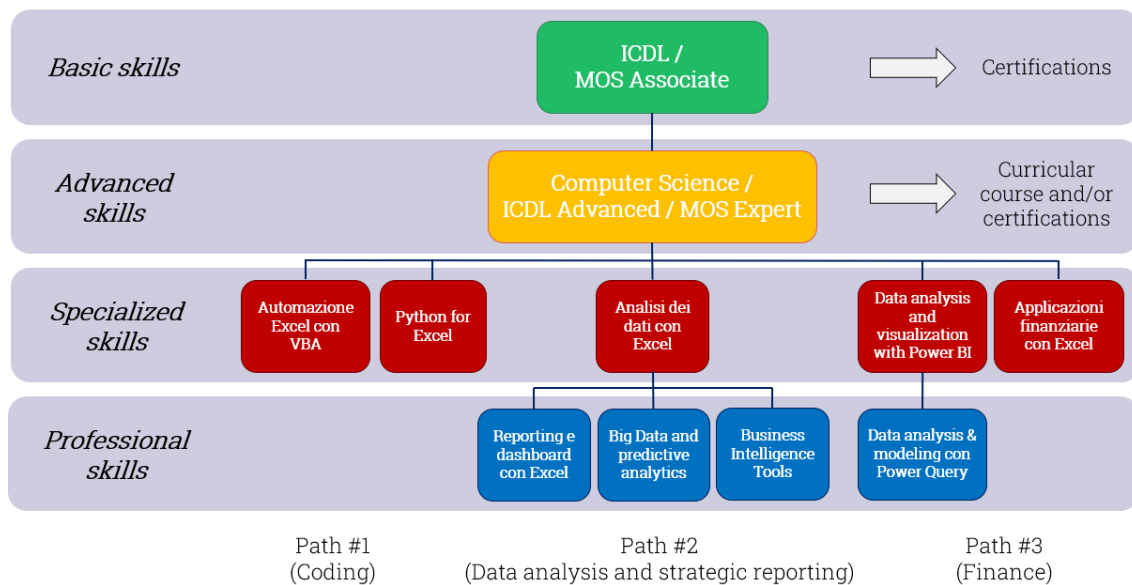 Basic skills
ICDL /
MOS Associate
Certifications
Advanced
skills
Computer Science /
ICDL Advanced / MOS Expert
Curricular
course and/or
certifications
Specialized
skills
Automazione
Excel con
VBA
Python for
Excel
Analisi dei
dati con
Excel
Data analysis
and
visualization
with Power BI
Applicazioni
finanziarie
con Excel
Professional
skills
Reporting e
dashboard
con Excel
Big Data and
predictive
analytics
Business
Intelligence
Tools
Data analysis &
modeling con
Power Query
Path #1
(Coding)
Path #2
(Data analysis and strategic reporting)
Path #3
(Finance)